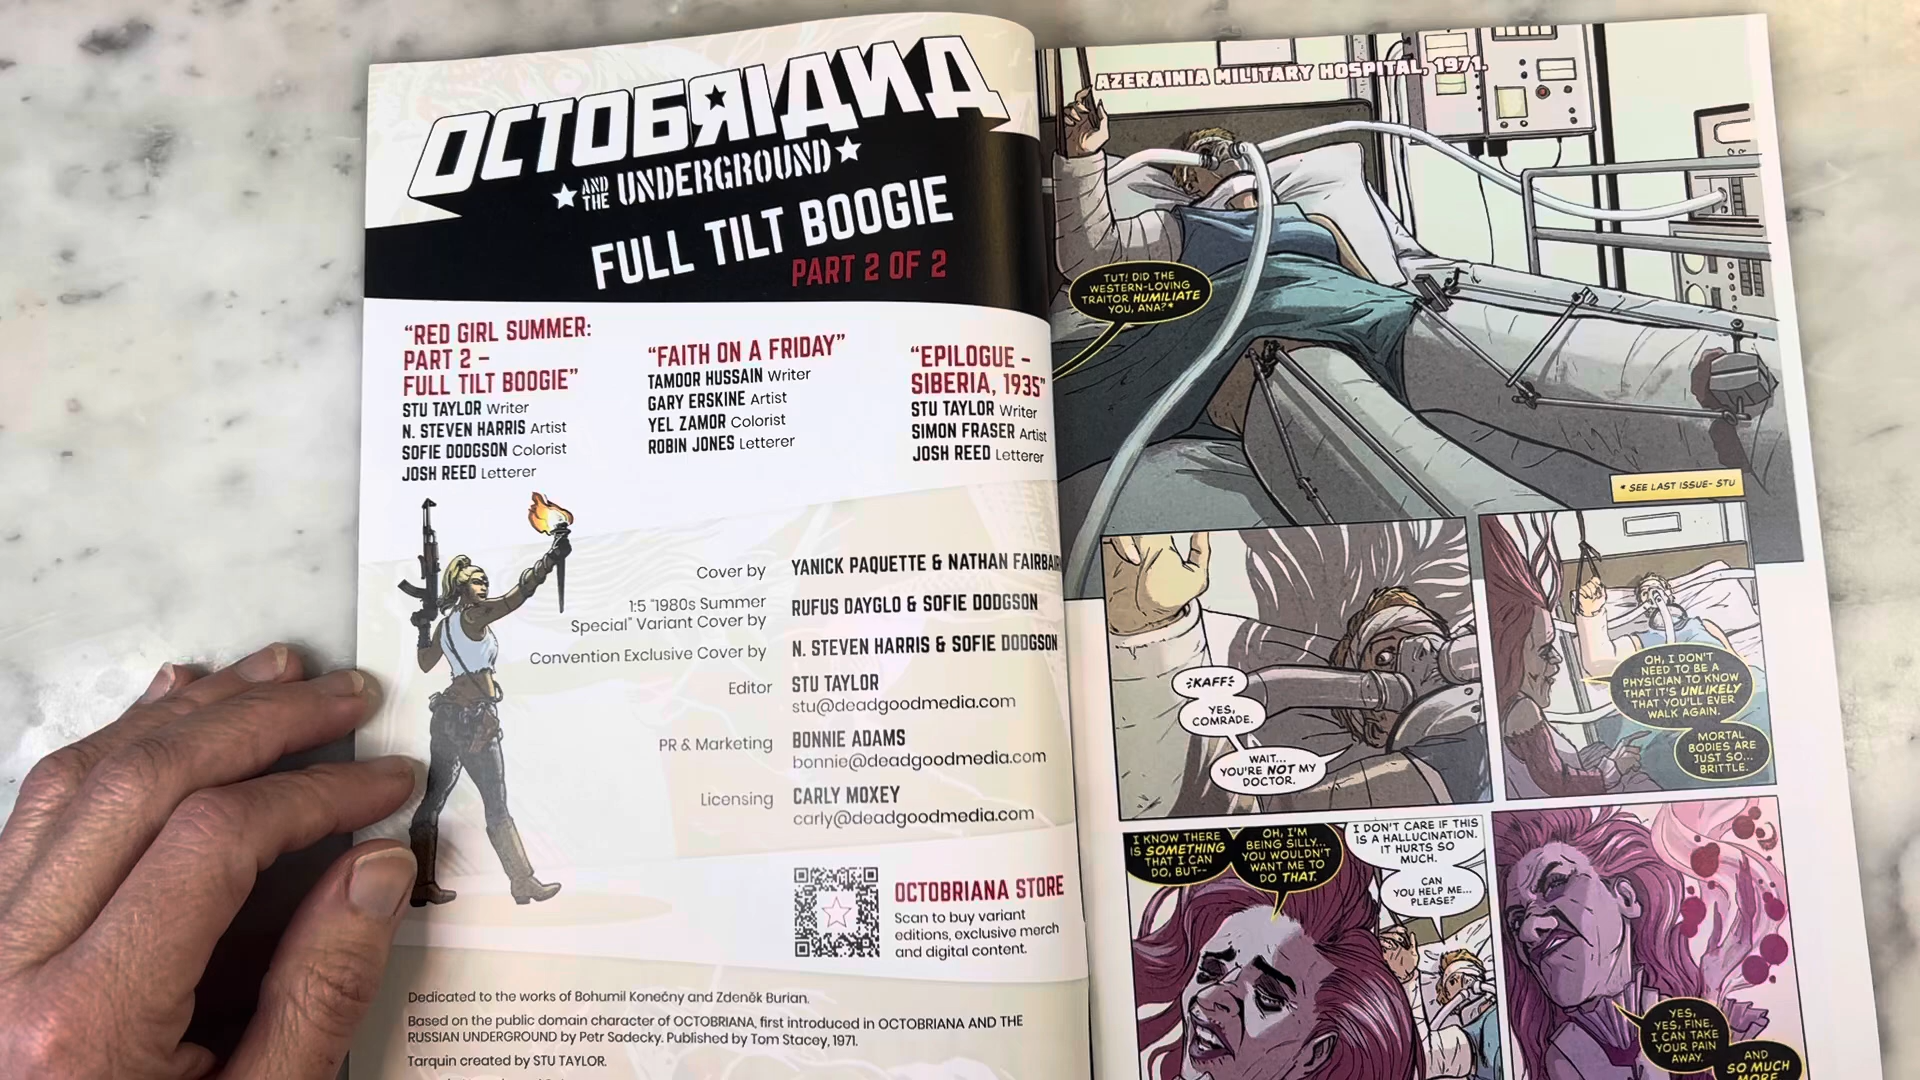 OCTOBRIANA
AND THE UNDERGROUND
FULL TILT BOOGIE
PART 2 OF 2
“RED GIRL SUMMER:
PART 2 –
FULL TILT BOOGIE”
STU TAYLOR Writer
N. STEVEN HARRIS Artist
SOFIE DODGSON Colorist
JOSH REED Letterer
“FAITH ON A FRIDAY”
TAMOOR HUSSAIN Writer
GARY ERSKINE Artist
YEL ZAMOR Colorist
ROBIN JONES Letterer
“EPILOGUE –
SIBERIA, 1935”
STU TAYLOR Writer
SIMON FRASER Artist
JOSH REED Letterer
Cover by YANICK PAQUETTE & NATHAN
1:5 "1980s Summer
Special" Variant Cover by RUFUS DAYGLO & SOFIE DODGSON
Convention Exclusive Cover by N. STEVEN HARRIS & SOFIE DODGSON
Editor STU TAYLOR
stu@deadgoodmedia.com
PR & Marketing BONNIE ADAMS
bonnie@deadgoodmedia.com
Licensing CARLY MOXEY
carly@deadgoodmedia.com
OCTOBRIANA STORE
Scan to buy variant
editions, exclusive merch
and digital content.
Dedicated to the works of Bohumil Konečny and Zdeněk Burian.
Based on the public domain character of OCTOBRIANA, first introduced in OCTOBRIANA AND THE
RUSSIAN UNDERGROUND by Petr Sadecky. Published by Tom Stacey, 1971.
Tarquin created by STU TAYLOR.
AZERAINIA MILITARY HOSPITAL, 1971.
TUT! DID THE
WESTERN-LOVING
TRAITOR HUMILIATE
YOU, ANA?*
* SEE LAST ISSUE- STU
KAFF
YES,
COMRADE.
WAIT...
YOU'RE NOT MY
DOCTOR.
OH, I DON'T
NEED TO BE A
PHYSICIAN TO KNOW
THAT IT'S UNLIKELY
THAT YOU'LL EVER
WALK AGAIN.
MORTAL
BODIES ARE
JUST SO...
BRITTLE.
I KNOW THERE
IS SOMETHING
THAT I CAN
DO, BUT--
OH, I'M
BEING SILLY...
YOU WOULDN'T
WANT ME TO
DO THAT.
I DON'T CARE IF THIS
IS A HALLUCINATION.
IT HURTS SO
MUCH.
CAN
YOU HELP ME...
PLEASE?
YES,
YES, FINE.
I CAN TAKE
YOUR PAIN
AWAY.
AND
SO MUCH
MORE